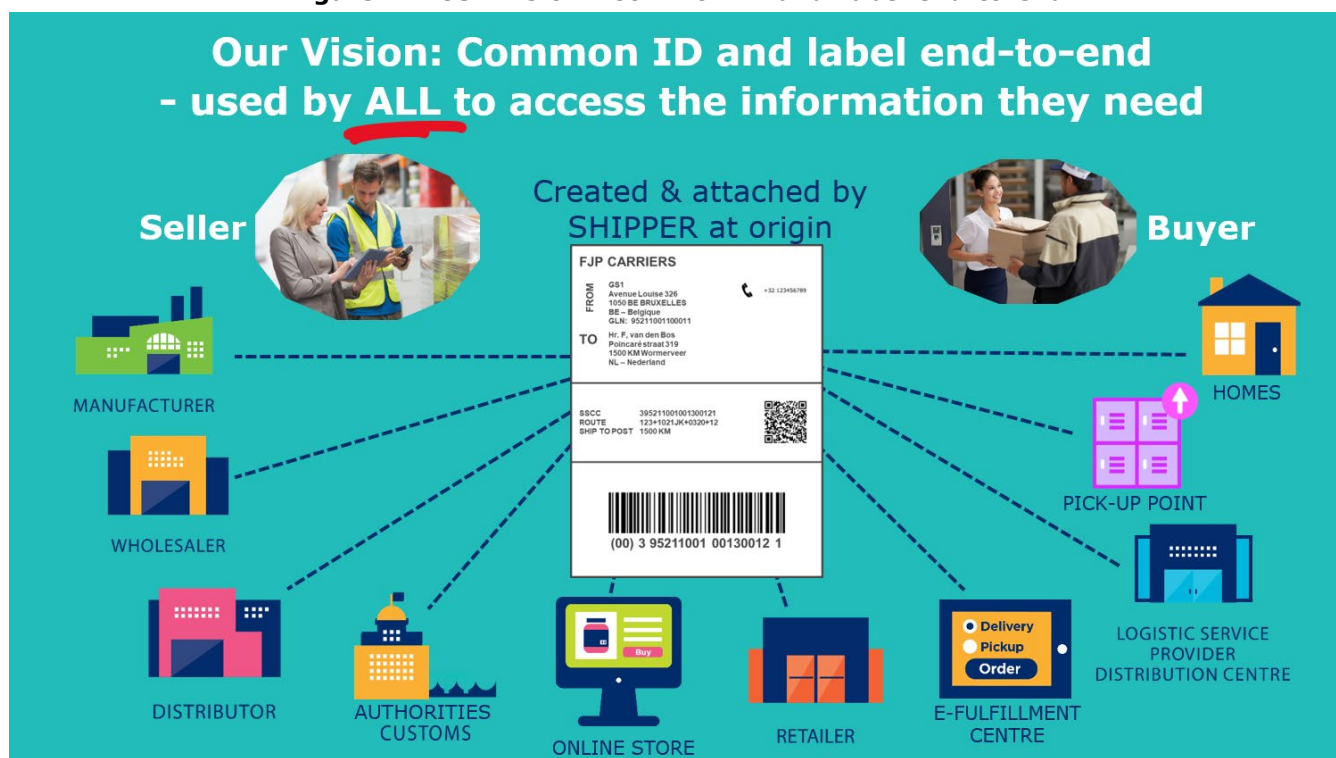 Our Vision: Common ID and label end-to-end
- used by ALL to access the information they need
Seller
Created & attached by
SHIPPER at origin
Buyer
FJP CARRIERS
FROM
GS1
Avenue Louise 326
1050 BE BRUXELLES
BE – Belgique
GLN: 95211001100011
+32 123456789
TO
Hr. F, van den Bos
Poincaréstraat 319
1500 KM Wormerveer
NL – Nederland
SSCC 395211001001300121
ROUTE 123+1021JK+0320+12
SHIP TO POST 1500 KM
(00) 3 95211001 00130012 1
MANUFACTURER
WHOLESALER
DISTRIBUTOR
AUTHORITIES
CUSTOMS
Buy
ONLINE STORE
RETAILER
Delivery
Pickup
Order
E-FULFILLMENT
CENTRE
LOGISTIC SERVICE
PROVIDER
DISTRIBUTION CENTRE
PICK-UP POINT
HOMES